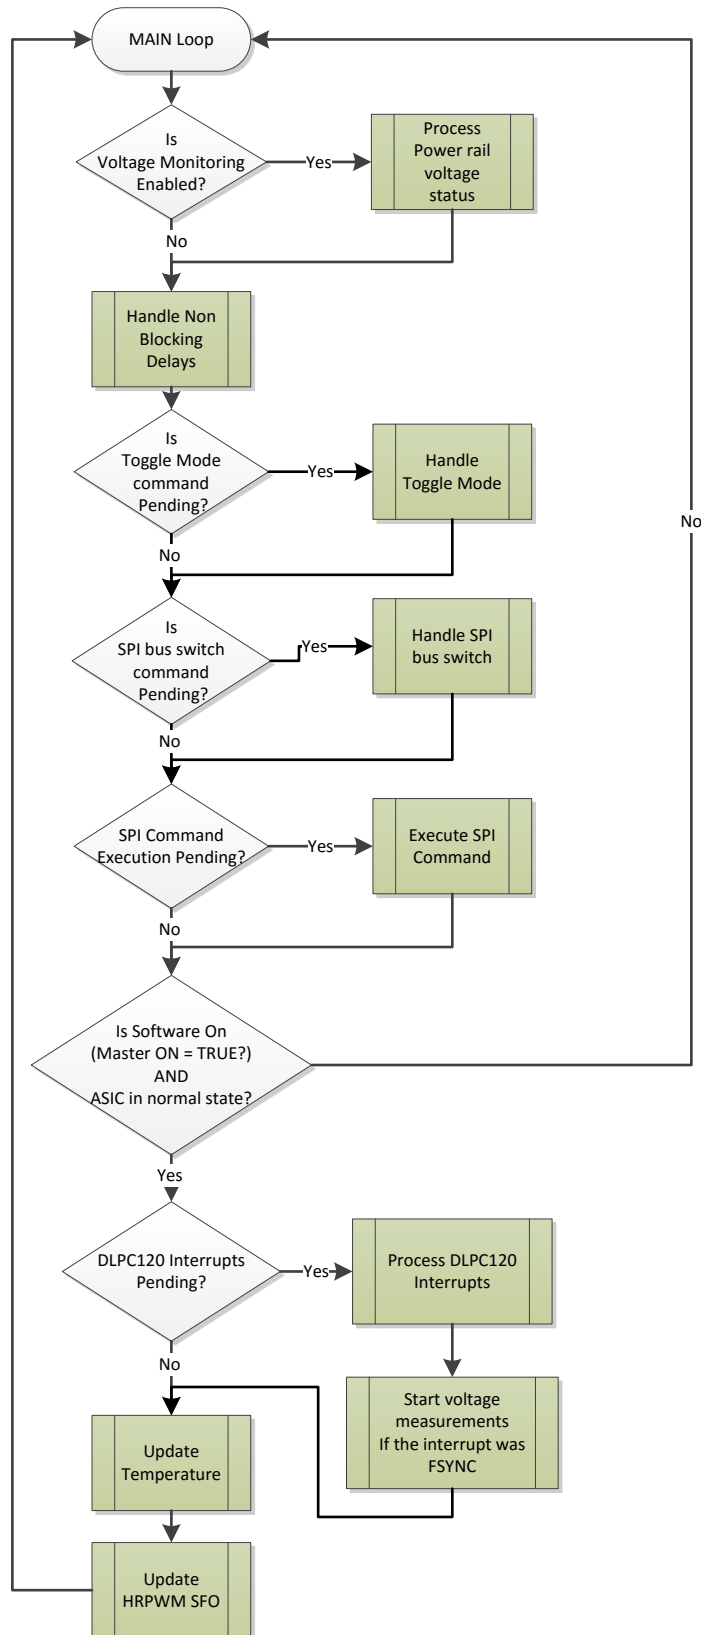 MAIN Loop
Is
Voltage Monitoring
Enabled?
Yes
Process
Power rail
voltage
status
No
Handle Non
Blocking
Delays
Is
Toggle Mode
command
Pending?
Yes
Handle
Toggle Mode
No
No
Is
SPI bus switch
command
Pending?
Yes
Handle SPI
bus switch
No
SPI Command
Execution Pending?
Yes
Execute SPI
Command
No
Is Software On
(Master ON = TRUE?)
AND
ASIC in normal state?
Yes
DLPC120 Interrupts
Pending?
Yes
Process DLPC120
Interrupts
No
Start voltage
measurements
If the interrupt was
FSYNC
Update
Temperature
Update
HRPWM SFO